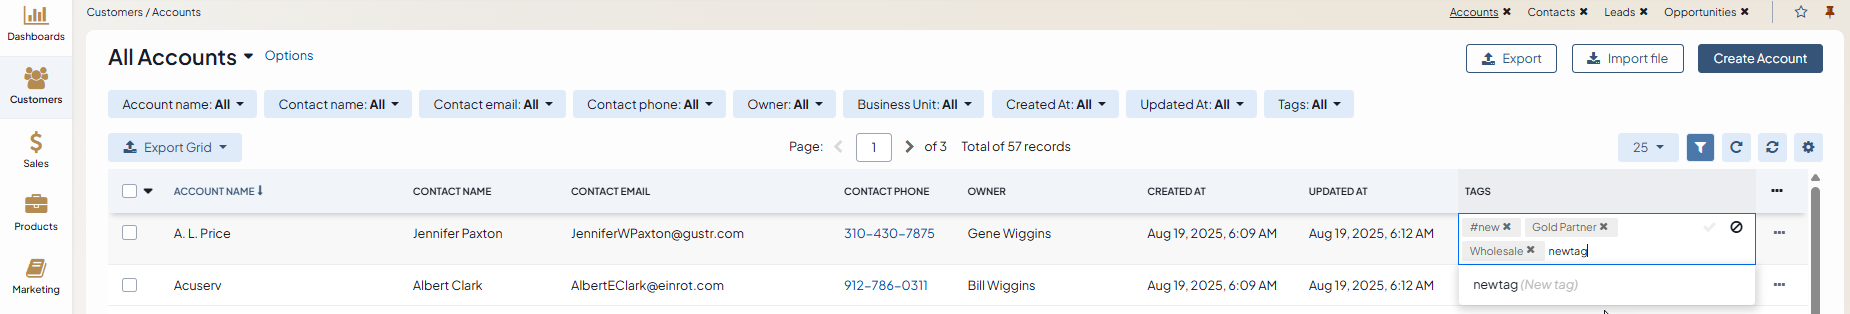 Dashboards
Customers
Sales
Products
Marketing
Customers / Accounts
Accounts Contacts Leads Opportunities
All Accounts Options
Export Import file Create Account
Account name: All Contact name: All Contact email: All Contact phone: All Owner: All Business Unit: All Created At: All Updated At: All Tags: All
Export Grid Page: 1 of 3 Total of 57 records 25
ACCOUNT NAME CONTACT NAME CONTACT EMAIL CONTACT PHONE OWNER CREATED AT UPDATED AT TAGS
A. L. Price Jennifer Paxton JenniferWPaxton@gustr.com 310-430-7875 Gene Wiggins Aug 19, 2025, 6:09 AM Aug 19, 2025, 6:12 AM
#new Gold Partner
Wholesale newtag
Acuserv Albert Clark AlbertEClark@einrot.com 912-786-0311 Bill Wiggins Aug 19, 2025, 6:09 AM Aug 19, 2025, 6:12 AM
newtag (New tag)